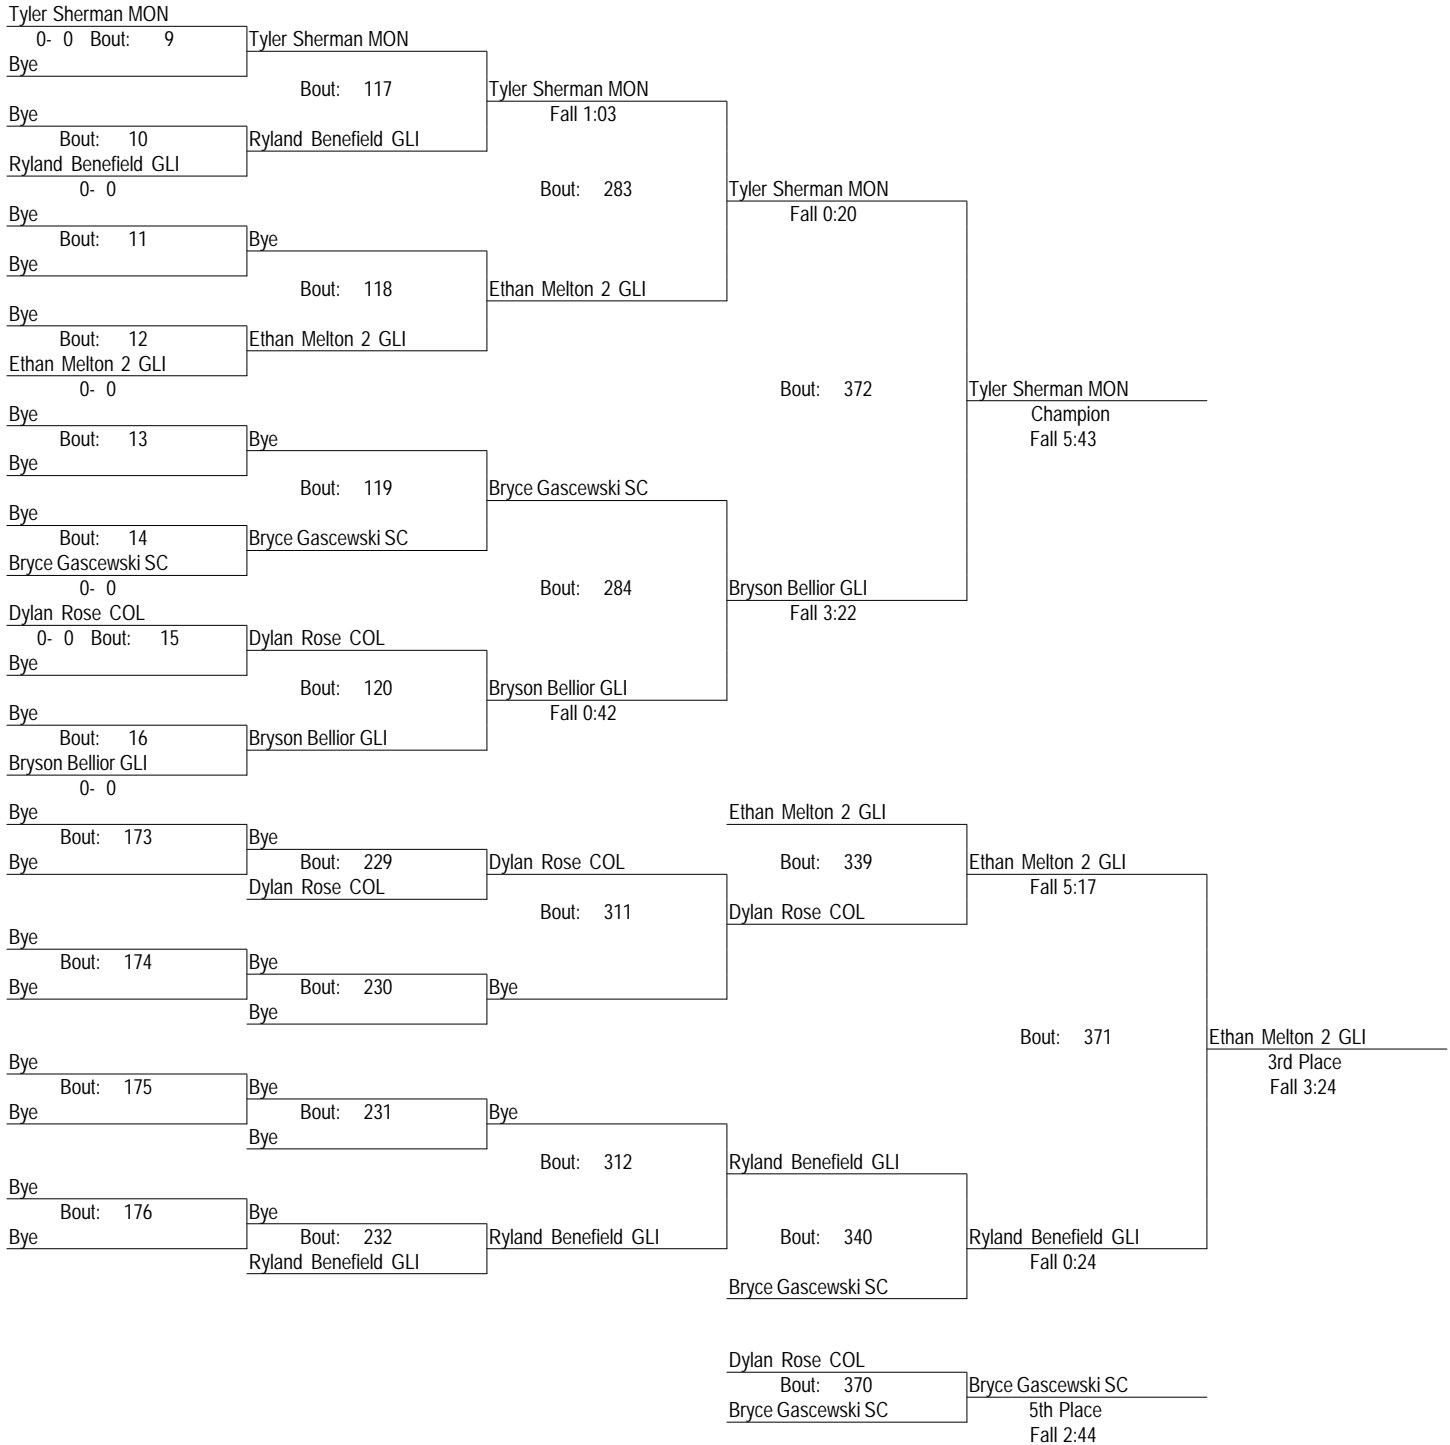 Tyler Sherman MON
0- 0 Bout: 9 Tyler Sherman MON
Bye
Bout: 117 Tyler Sherman MON
Bye Fall 1:03
Bout: 10 Ryland Benefield GLI
Ryland Benefield GLI
0- 0 Bout: 283 Tyler Sherman MON
Bye Fall 0:20
Bout: 11 Bye
Bye
Bout: 118 Ethan Melton 2 GLI
Bye
Bout: 12 Ethan Melton 2 GLI
Ethan Melton 2 GLI
0- 0 Bout: 372 Tyler Sherman MON
Bye Champion
Bout: 13 Bye Fall 5:43
Bye
Bout: 119 Bryce Gascewski SC
Bye
Bout: 14 Bryce Gascewski SC
Bryce Gascewski SC
0- 0 Bout: 284 Bryson Bellior GLI
Dylan Rose COL Fall 3:22
0- 0 Bout: 15 Dylan Rose COL
Bye
Bout: 120 Bryson Bellior GLI
Bye Fall 0:42
Bout: 16 Bryson Bellior GLI
Bryson Bellior GLI
0- 0
Bye Ethan Melton 2 GLI
Bout: 173 Bye
Bye Bout: 229 Dylan Rose COL Bout: 339 Ethan Melton 2 GLI
Dylan Rose COL Fall 5:17
Bout: 311 Dylan Rose COL
Bye
Bout: 174 Bye
Bye Bout: 230 Bye
Bye
Bout: 371 Ethan Melton 2 GLI
Bye 3rd Place
Bout: 175 Bye Fall 3:24
Bye Bout: 231 Bye
Bye
Bout: 312 Ryland Benefield GLI
Bye
Bout: 176 Bye
Bye Bout: 232 Ryland Benefield GLI Bout: 340 Ryland Benefield GLI
Ryland Benefield GLI Fall 0:24
Bryce Gascewski SC
Dylan Rose COL
Bout: 370 Bryce Gascewski SC
Bryce Gascewski SC 5th Place
Fall 2:44